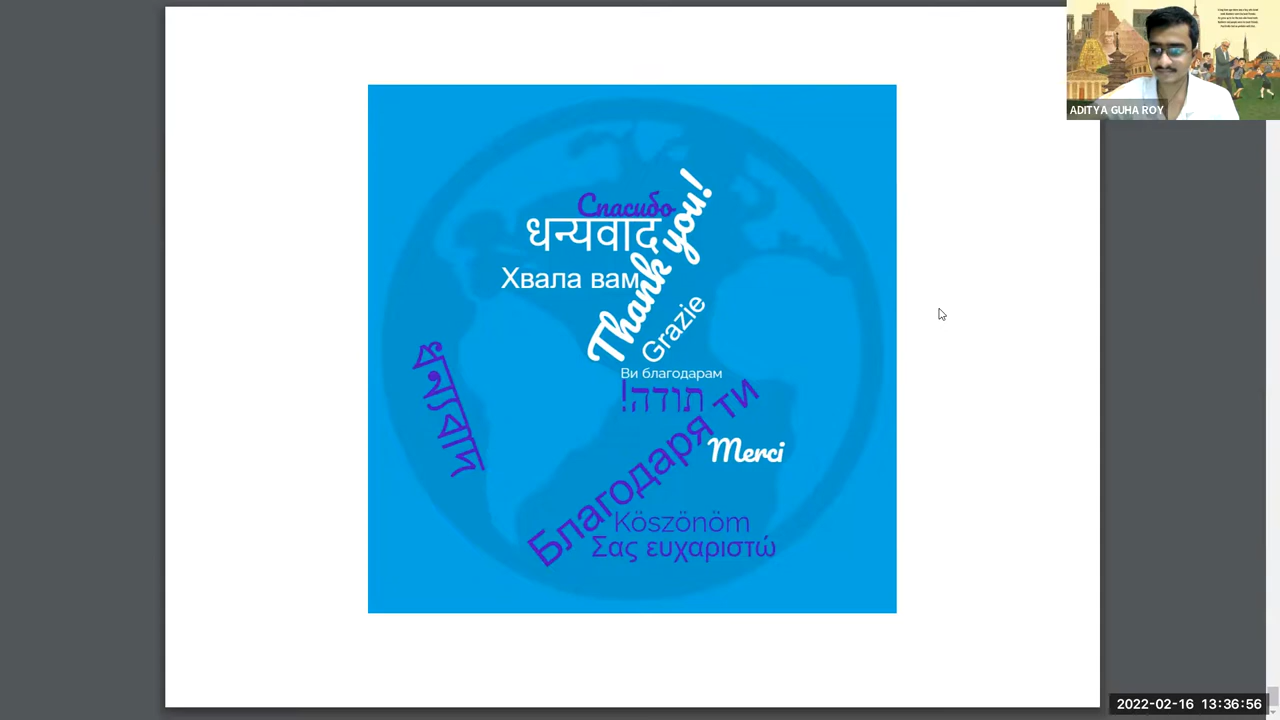 ADITYA GUHA ROY
Спасибо
धन्यवाद
Thank you!
Хвала вам
Grazie
ধন্যবাদ
Ви благодарам
תודה!
Благодаря ти
Merci
Köszönöm
Σας ευχαριστώ
2022-02-16 13:36:56